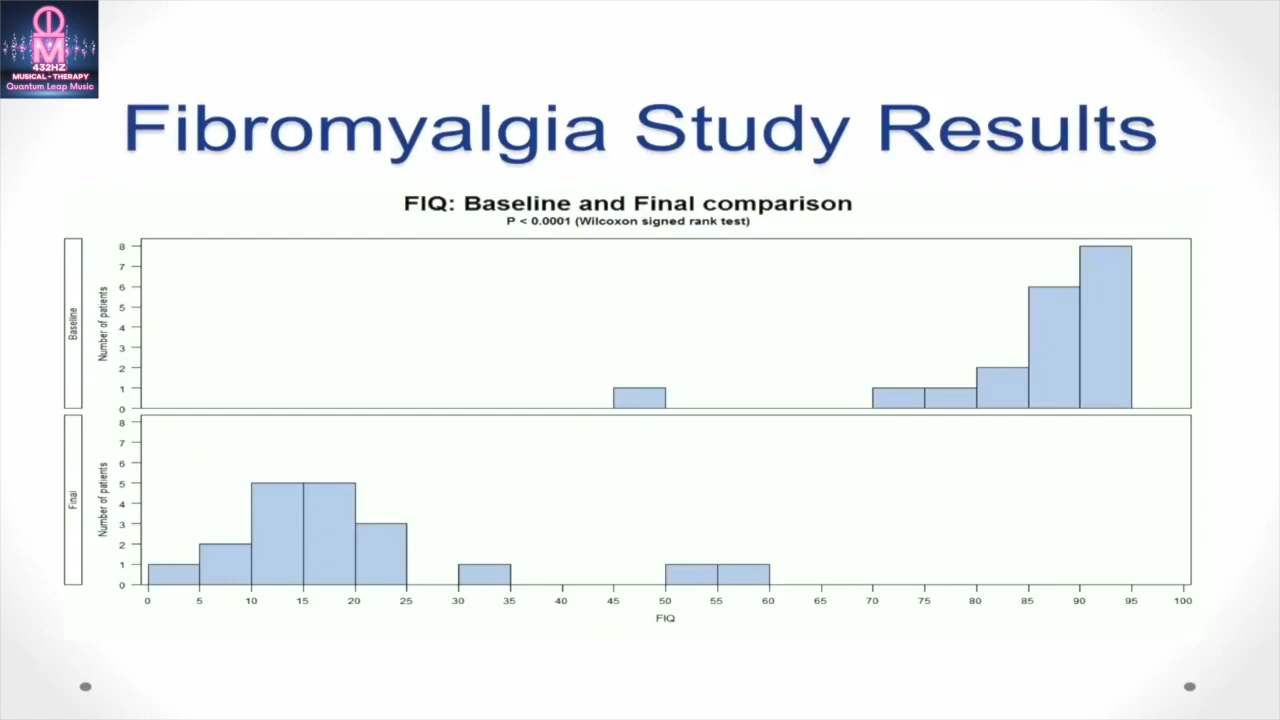 432HZ
MUSICAL - THERAPY
Quantum Leap Music
Fibromyalgia Study Results
FIQ: Baseline and Final comparison
P < 0.0001 (Wilcoxon signed rank test)
Baseline
Number of patients
8
7
6
5
4
3
2
1
0
Final
Number of patients
8
7
6
5
4
3
2
1
0
0 5 10 15 20 25 30 35 40 45 50 55 60 65 70 75 80 85 90 95 100
FIQ